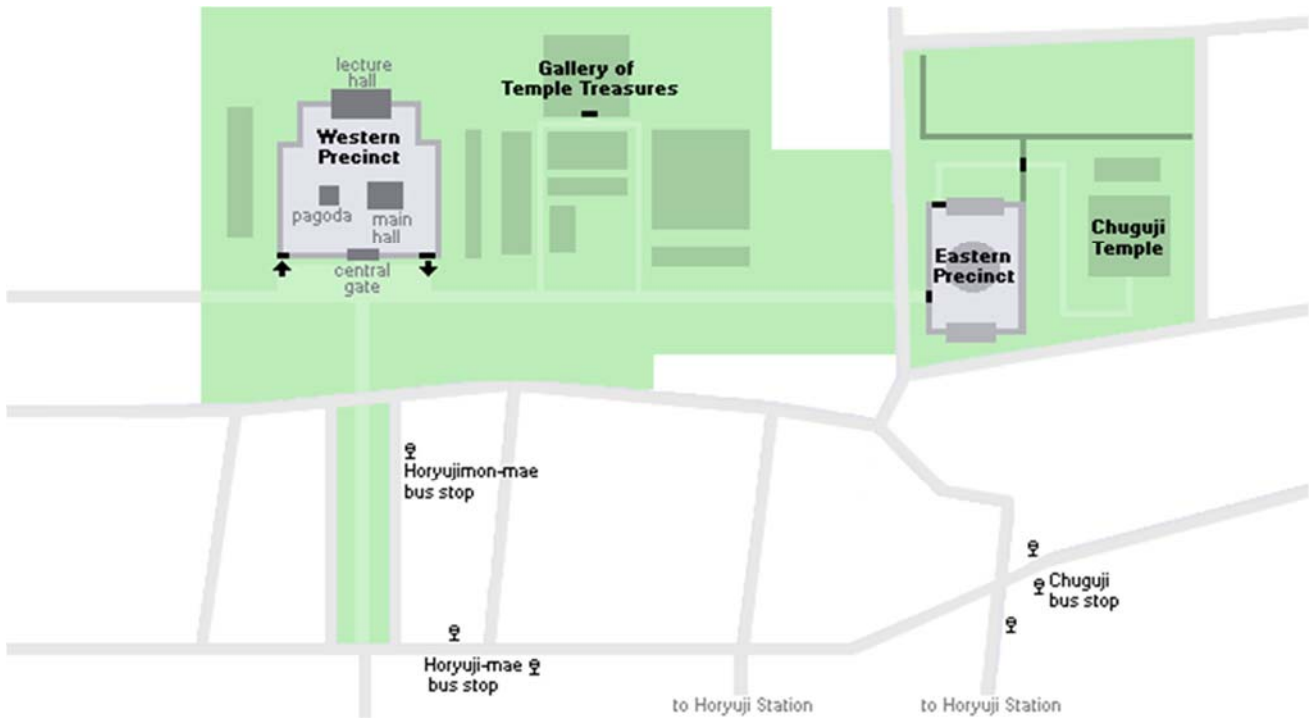 lecture
hall
Western
Precinct
pagoda
main
hall
central
gate
Gallery of
Temple Treasures
Eastern
Precinct
Chuguji
Temple
Horyujimon-mae
bus stop
Chuguji
bus stop
Horyuji-mae
bus stop
to Horyuji Station
to Horyuji Station